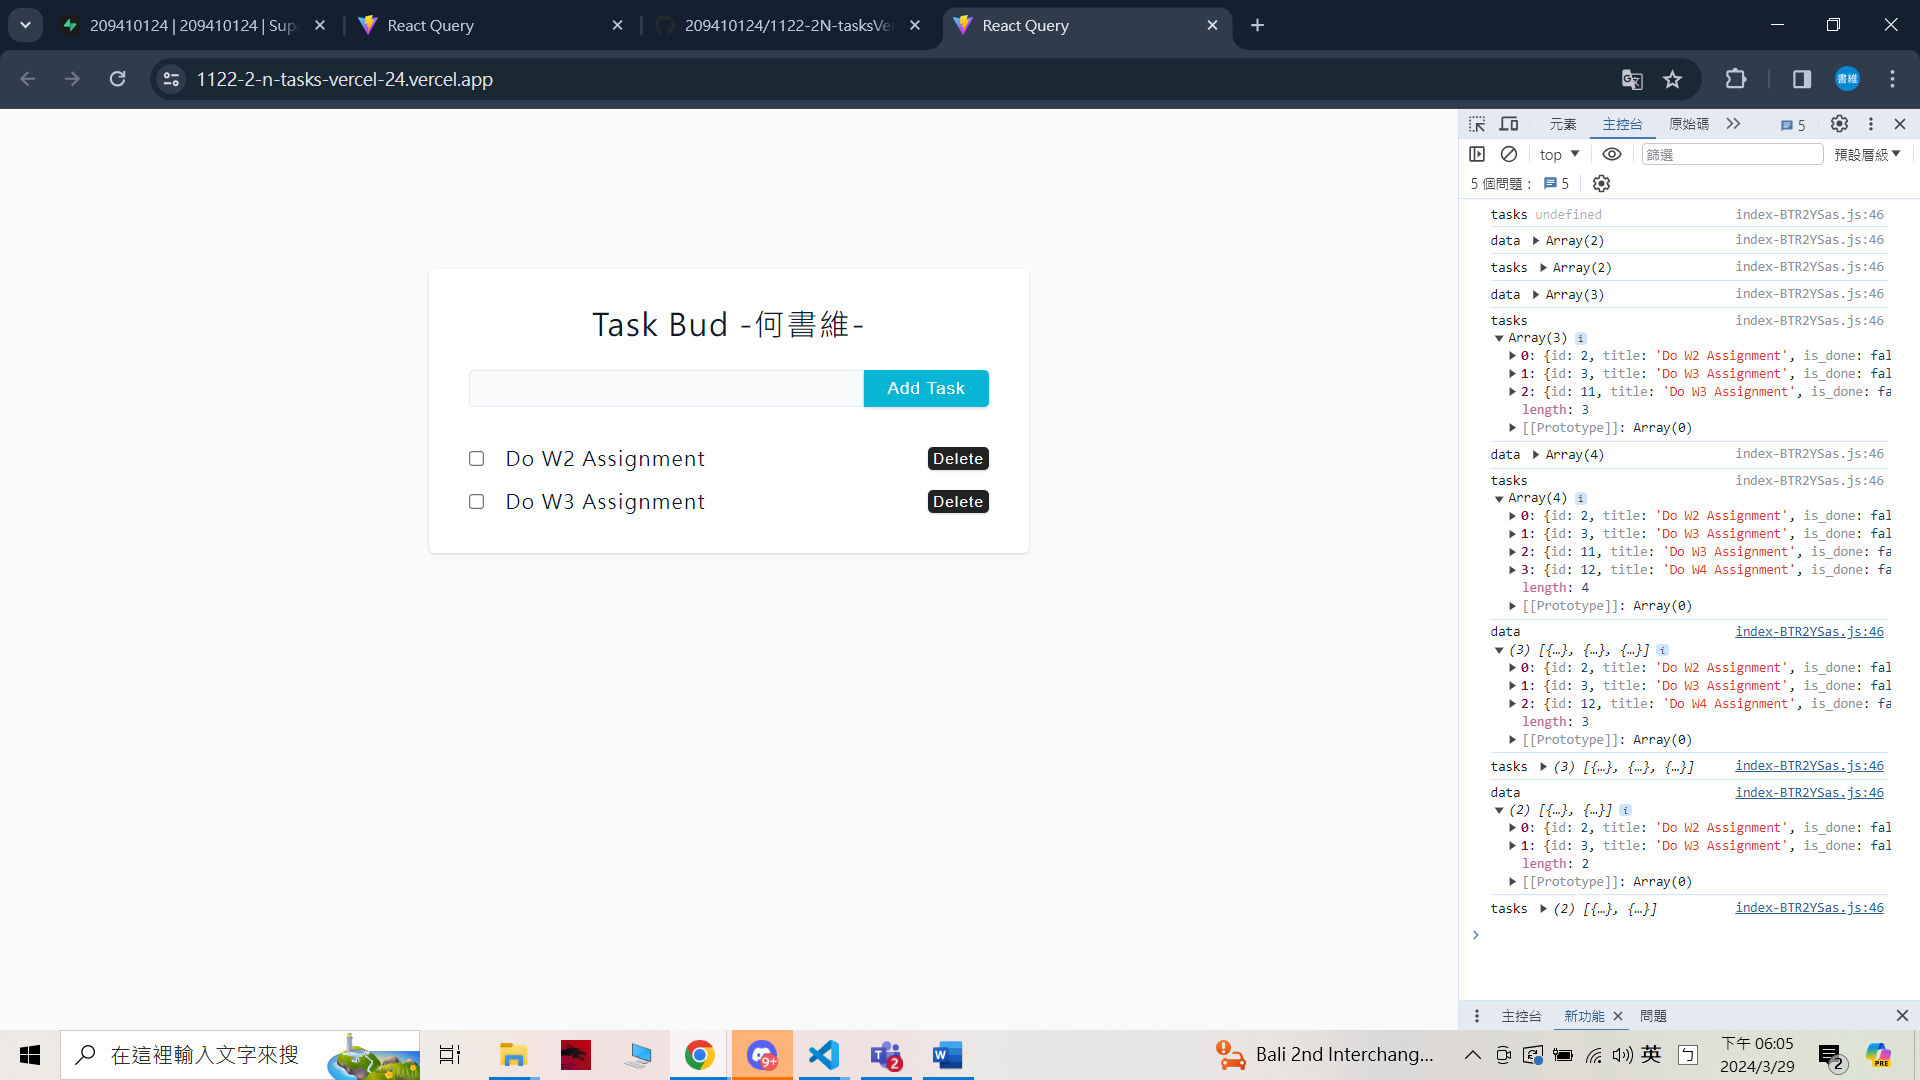 209410124 | 209410124 | Sup
React Query
209410124/1122-2N-tasksVe
React Query
1122-2-n-tasks-vercel-24.vercel.app
書維
元素
主控台
原始碼
5
top
篩選
預設層級
5 個問題：
5
tasks undefined index-BTR2YSas.js:46
data Array(2) index-BTR2YSas.js:46
tasks Array(2) index-BTR2YSas.js:46
data Array(3) index-BTR2YSas.js:46
tasks index-BTR2YSas.js:46
Array(3) i
0: {id: 2, title: 'Do W2 Assignment', is_done: fal
1: {id: 3, title: 'Do W3 Assignment', is_done: fal
2: {id: 11, title: 'Do W3 Assignment', is_done: fa
length: 3
[[Prototype]]: Array(0)
data Array(4) index-BTR2YSas.js:46
tasks index-BTR2YSas.js:46
Array(4) i
0: {id: 2, title: 'Do W2 Assignment', is_done: fal
1: {id: 3, title: 'Do W3 Assignment', is_done: fal
2: {id: 11, title: 'Do W3 Assignment', is_done: fa
3: {id: 12, title: 'Do W4 Assignment', is_done: fa
length: 4
[[Prototype]]: Array(0)
data index-BTR2YSas.js:46
(3) [{…}, {…}, {…}] i
0: {id: 2, title: 'Do W2 Assignment', is_done: fal
1: {id: 3, title: 'Do W3 Assignment', is_done: fal
2: {id: 12, title: 'Do W4 Assignment', is_done: fa
length: 3
[[Prototype]]: Array(0)
tasks (3) [{…}, {…}, {…}] index-BTR2YSas.js:46
data index-BTR2YSas.js:46
(2) [{…}, {…}] i
0: {id: 2, title: 'Do W2 Assignment', is_done: fal
1: {id: 3, title: 'Do W3 Assignment', is_done: fal
length: 2
[[Prototype]]: Array(0)
tasks (2) [{…}, {…}] index-BTR2YSas.js:46
主控台
新功能
問題
Task Bud -何書維-
Add Task
Do W2 Assignment Delete
Do W3 Assignment Delete
在這裡輸入文字來搜
9+
2
Bali 2nd Interchang...
英
ㄅ
下午 06:05
2024/3/29
2
PRE